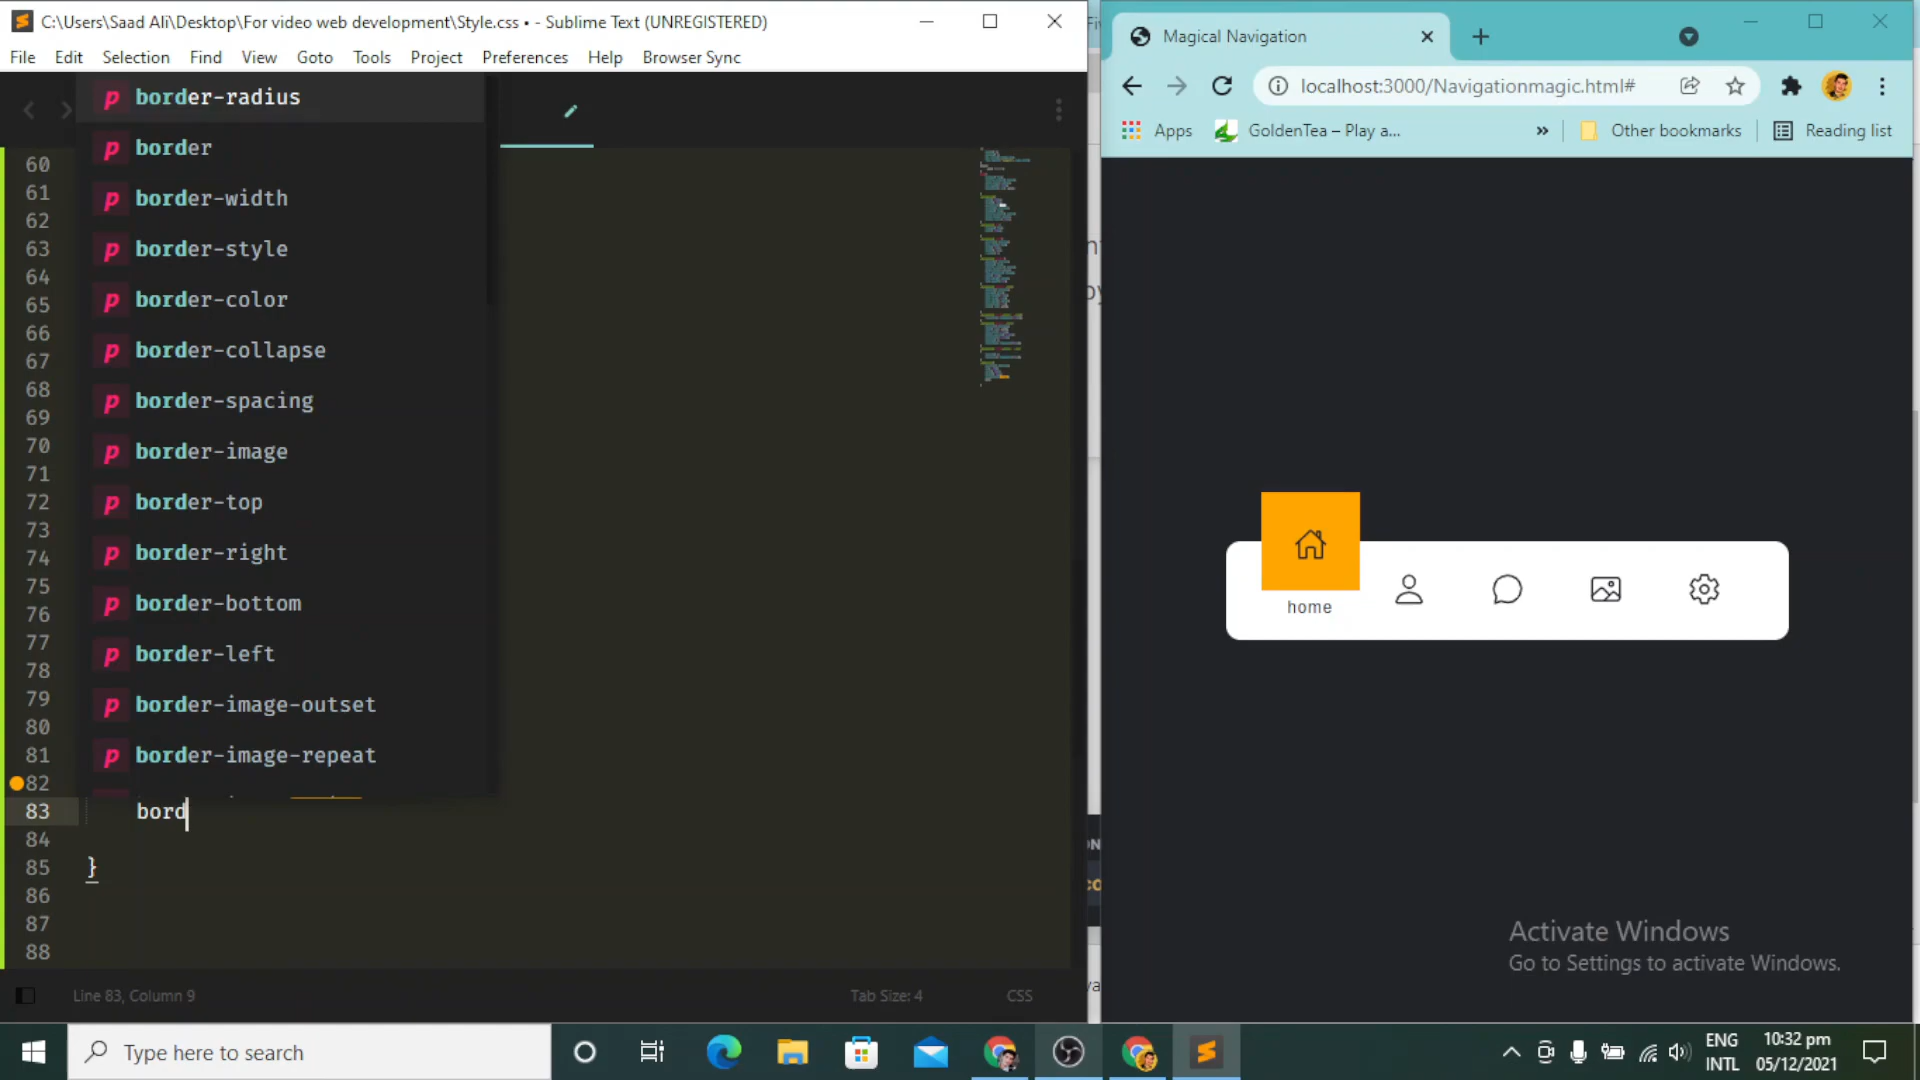 C:\Users\Saad Ali\Desktop\For video web development\Style.css • - Sublime Text (UNREGISTERED)
File Edit Selection Find View Goto Tools Project Preferences Help Browser Sync
border-radius
border
border-width
border-style
border-color
border-collapse
border-spacing
border-image
border-top
border-right
border-bottom
border-left
border-image-outset
border-image-repeat
60
61
62
63
64
65
66
67
68
69
70
71
72
73
74
75
76
77
78
79
80
81
82
83 bord
84
85 }
86
87
88
Line 83, Column 9 Tab Size: 4 CSS
Magical Navigation
localhost:3000/Navigationmagic.html#
Apps GoldenTea – Play a... » Other bookmarks Reading list
home
Activate Windows
Go to Settings to activate Windows.
Type here to search
ENG
INTL
10:32 pm
05/12/2021